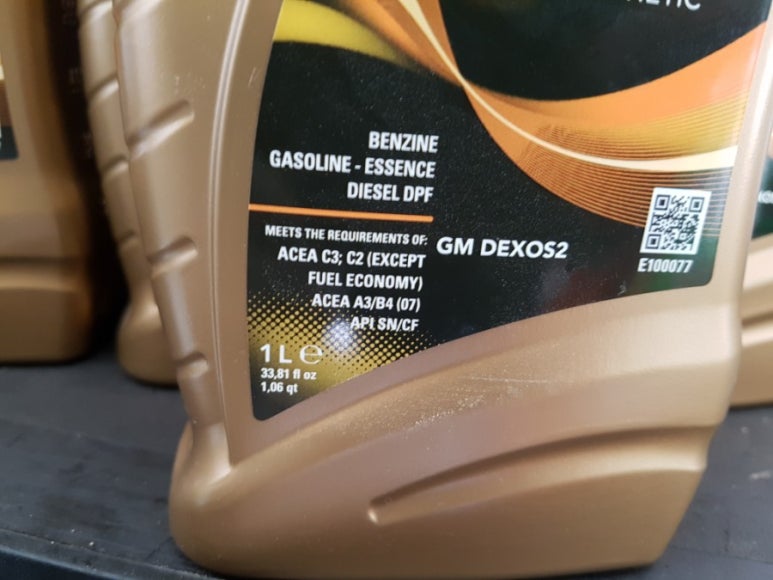 BENZINE
GASOLINE - ESSENCE
DIESEL DPF
MEETS THE REQUIREMENTS OF:
ACEA C3; C2 (EXCEPT
FUEL ECONOMY)
ACEA A3/B4 (07)
API SN/CF
GM DEXOS2
E100077
1 L ℮
33,81 fl oz
1,06 qt